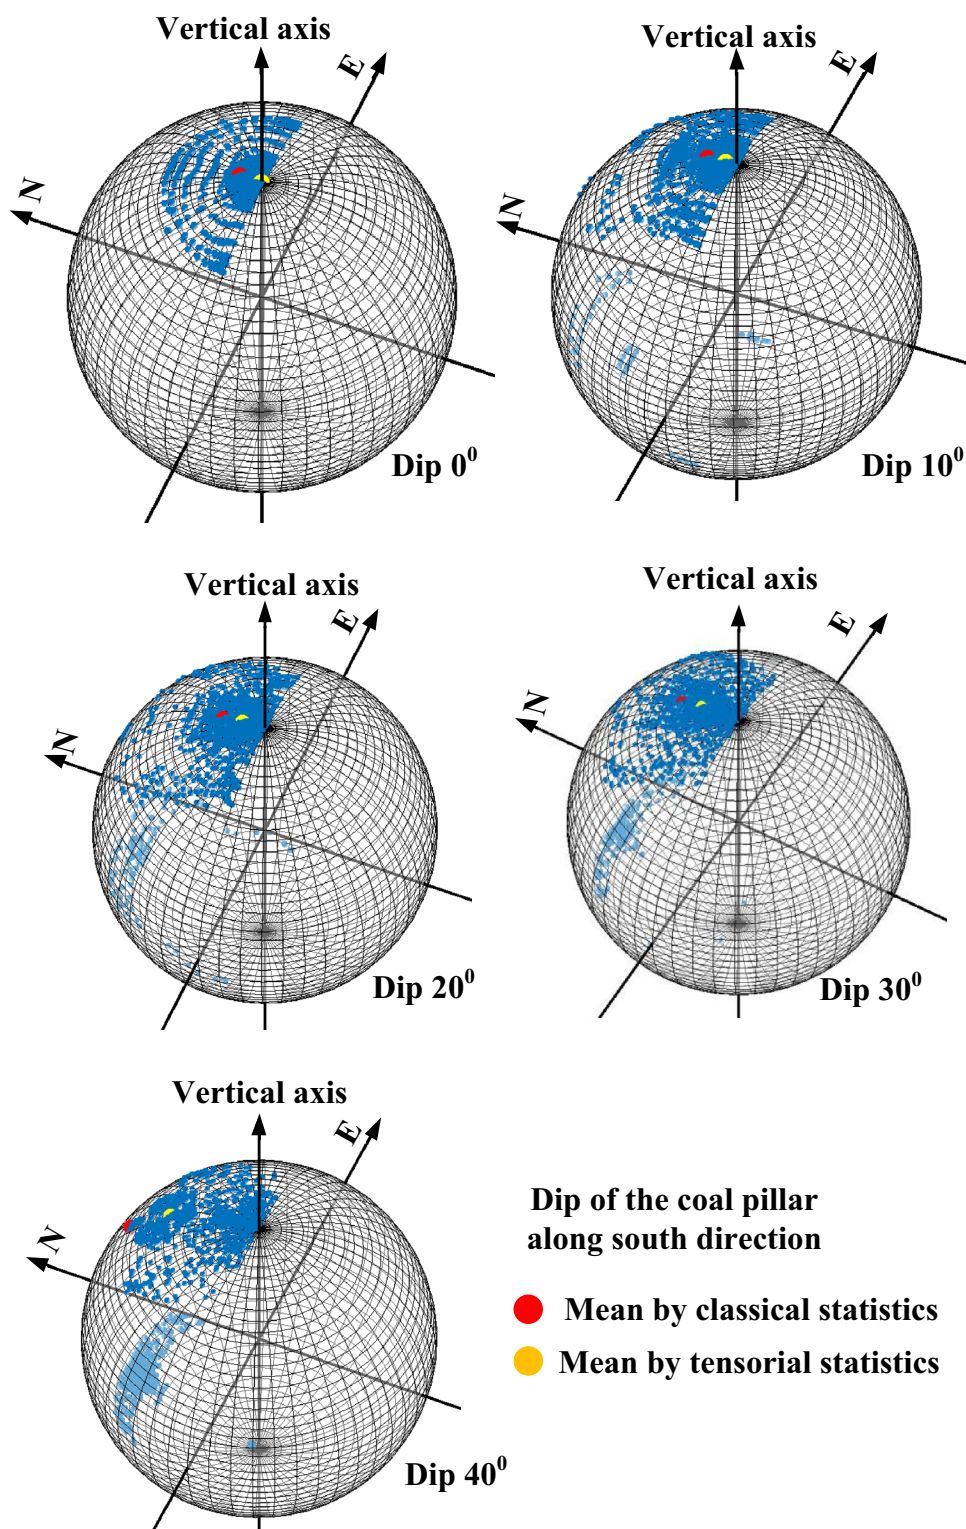 Vertical axis
E
N
Dip 0⁰
Vertical axis
E
N
Dip 10⁰
Vertical axis
E
N
Dip 20⁰
Vertical axis
E
N
Dip 30⁰
Vertical axis
E
N
Dip 40⁰
Dip of the coal pillar
along south direction
Mean by classical statistics
Mean by tensorial statistics